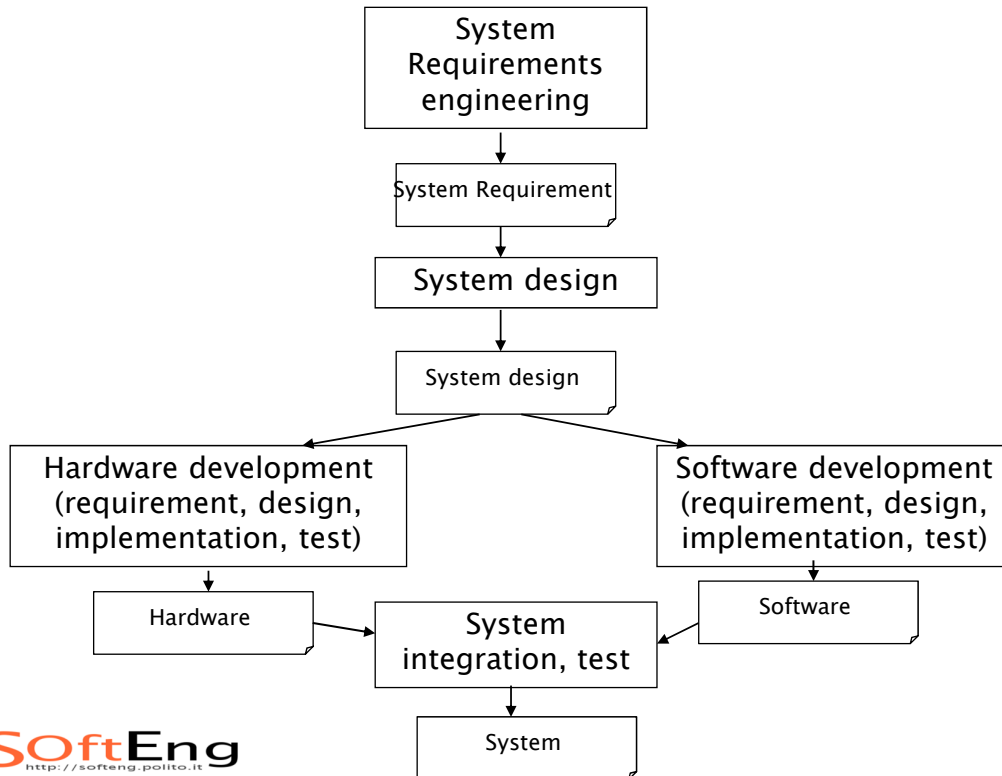 System
Requirements
engineering
System Requirement
System design
System design
Hardware development
(requirement, design,
implementation, test)
Software development
(requirement, design,
implementation, test)
Hardware
Software
System
integration, test
System
SOftEng
http://softeng.polito.it